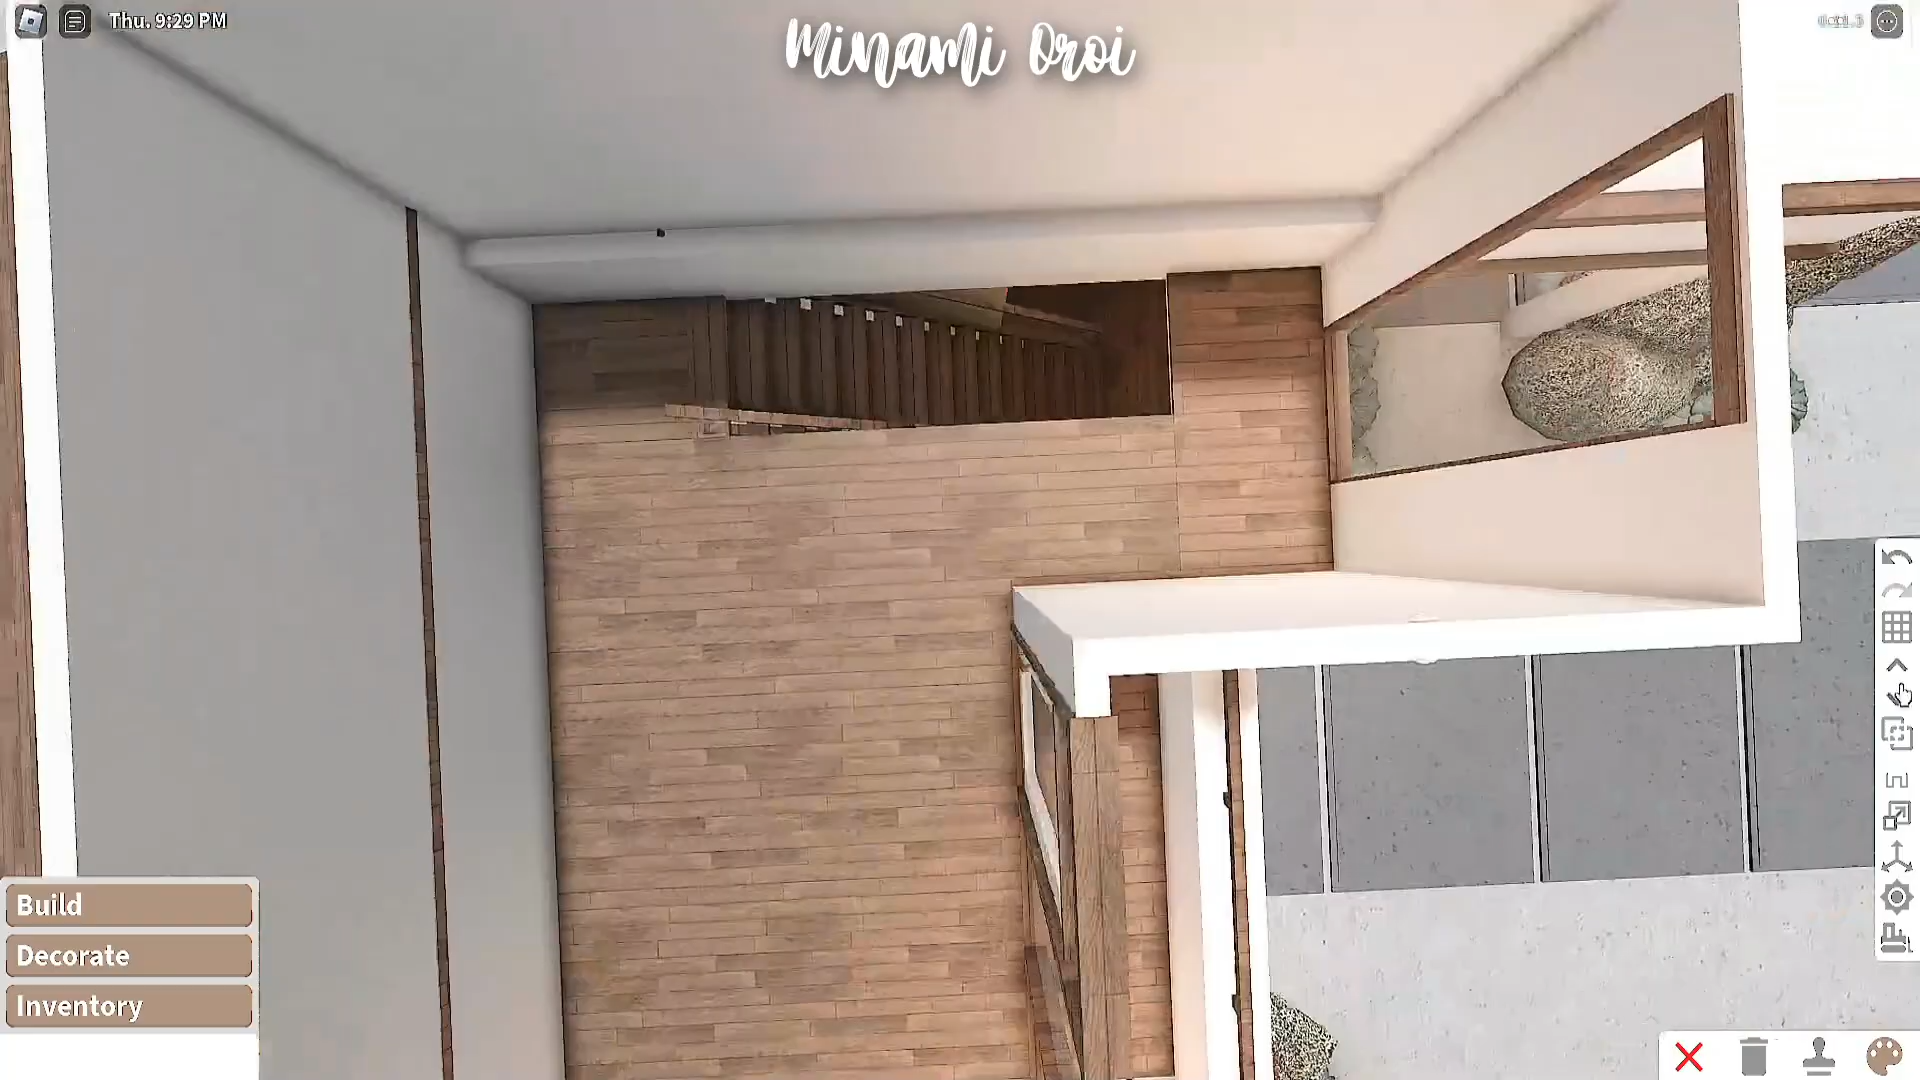 Thu. 9:29 PM
Minami Oroi
Build
Decorate
Inventory